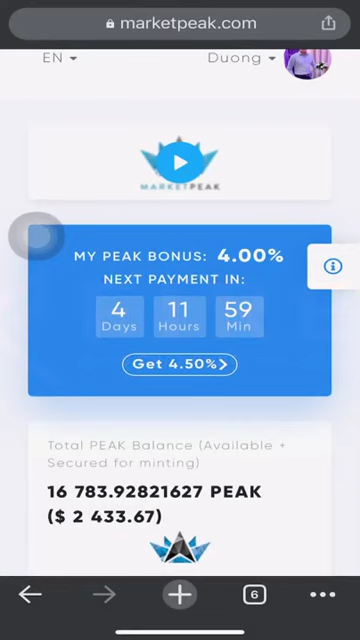 marketpeak.com
EN
Duong
MARKETPEAK
MY PEAK BONUS: 4.00%
NEXT PAYMENT IN:
4 11 59
Days Hours Min
Get 4.50%
Total PEAK Balance (Available +
Secured for minting)
16 783.92821627 PEAK
($ 2 433.67)
6